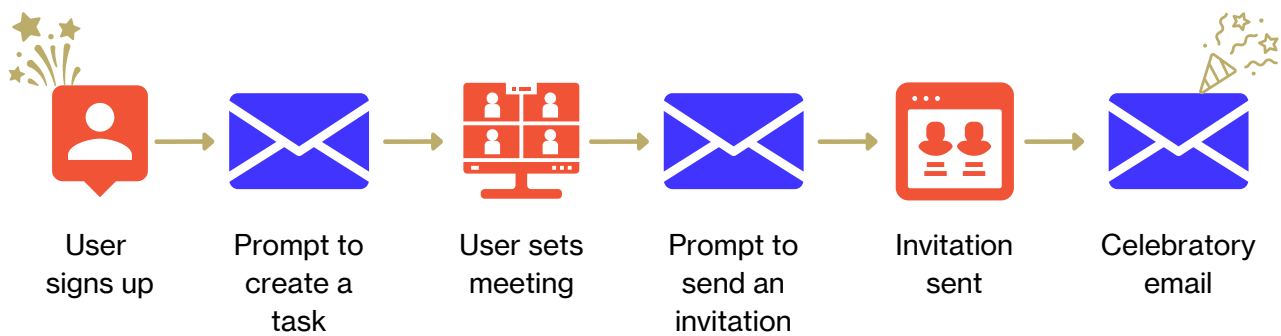 User
signs up
Prompt to
create a
task
User sets
meeting
Prompt to
send an
invitation
Invitation
sent
Celebratory
email